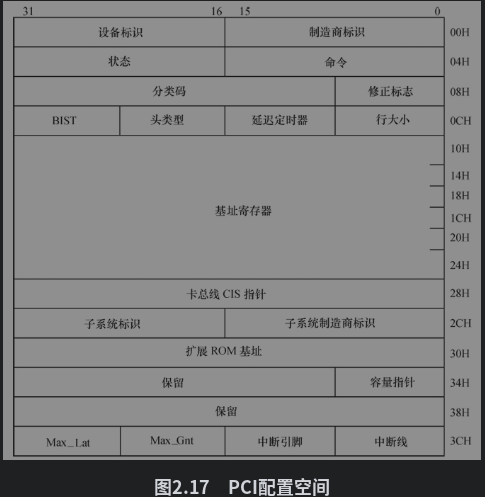 31 16 15 0
设备标识 制造商标识 00H
状态 命令 04H
分类码 修正标志 08H
BIST 头类型 延迟定时器 行大小 0CH
10H
14H
18H
基址寄存器
1CH
20H
24H
卡总线 CIS 指针 28H
子系统标识 子系统制造商标识 2CH
扩展 ROM 基址 30H
保留 容量指针 34H
保留 38H
Max_Lat Max_Gnt 中断引脚 中断线 3CH
图2.17 PCI配置空间